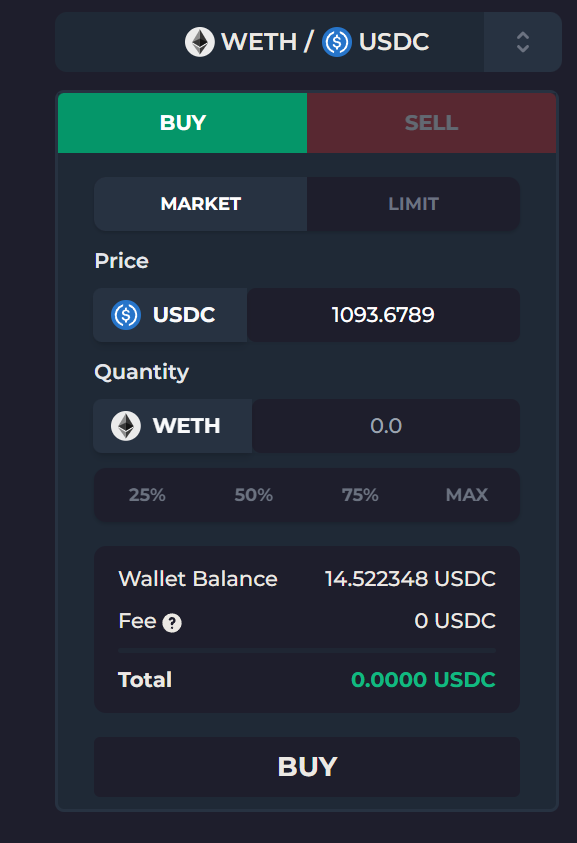 WETH / USDC
BUY SELL
MARKET LIMIT
Price
USDC 1093.6789
Quantity
WETH 0.0
25% 50% 75% MAX
Wallet Balance 14.522348 USDC
Fee ? 0 USDC
Total 0.0000 USDC
BUY